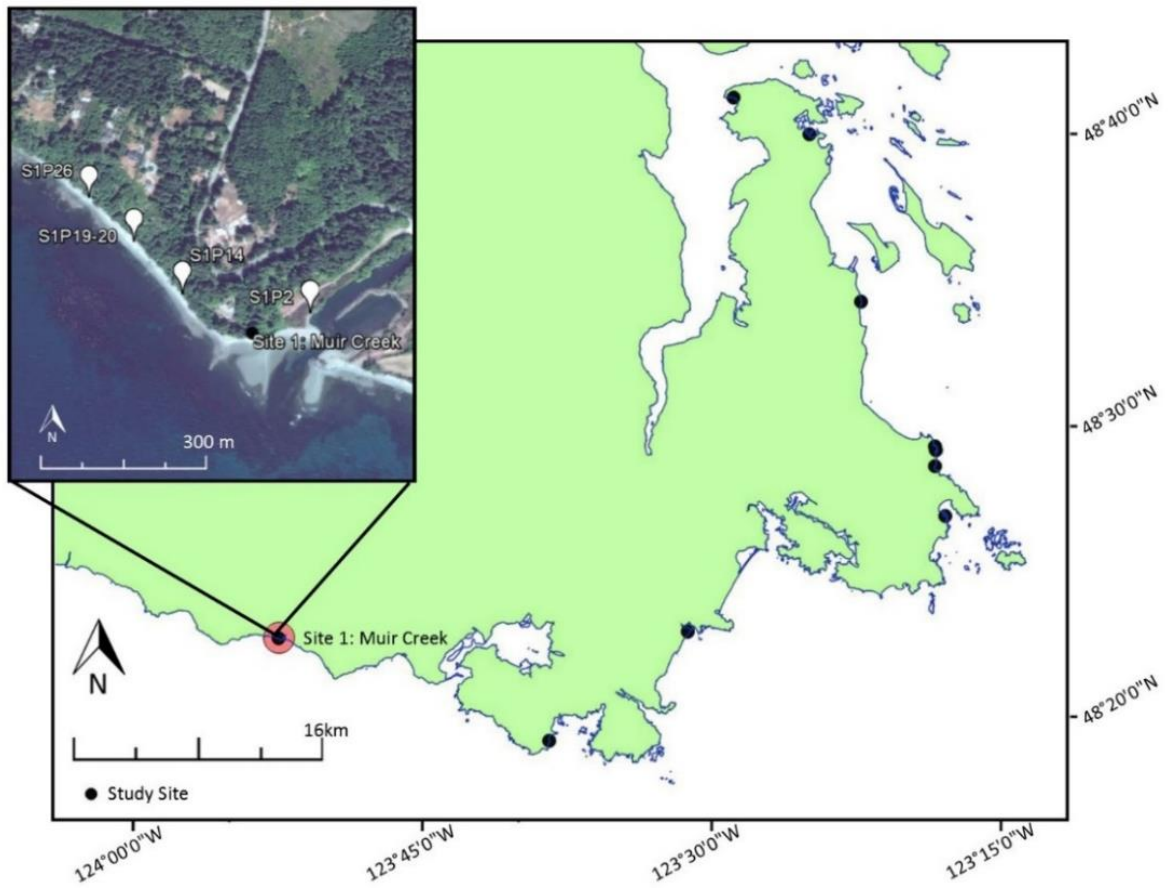 S1P26
S1P19-20
S1P14
S1P2
Site 1: Muir Creek
N
300 m
48°40'0"N
48°30'0"N
48°20'0"N
Site 1: Muir Creek
N
16km
Study Site
124°00'0"W
123°45'0"W
123°30'0"W
123°15'0"W